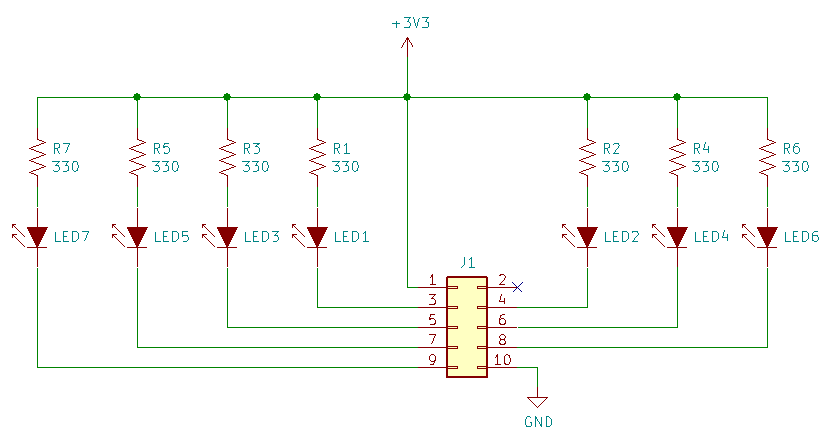 +3V3
R7
330
R5
330
R3
330
R1
330
R2
330
R4
330
R6
330
LED7
LED5
LED3
LED1
LED2
LED4
LED6
J1
1 2
3 4
5 6
7 8
9 10
GND